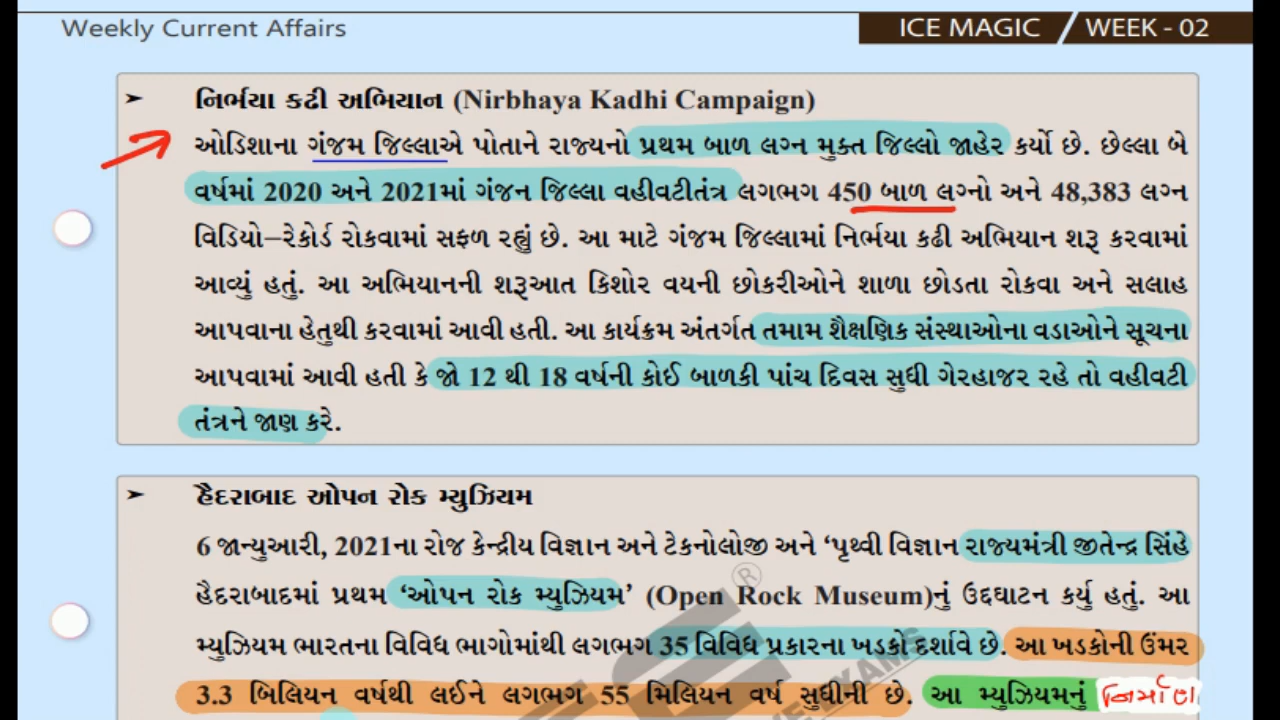 Weekly Current Affairs
ICE MAGIC / WEEK - 02
➤ નિર્ભયા કઢી અભિયાન (Nirbhaya Kadhi Campaign)
ઓડિશાના ગંજમ જિલ્લાએ પોતાને રાજ્યનો પ્રથમ બાળ લગ્ન મુક્ત જિલ્લો જાહેર કર્યો છે. છેલ્લા બે
વર્ષમાં 2020 અને 2021માં ગંજન જિલ્લા વહીવટીતંત્ર લગભગ 450 બાળ લગ્નો અને 48,383 લગ્ન
વિડિયો–રેકોર્ડ રોકવામાં સફળ રહ્યું છે. આ માટે ગંજમ જિલ્લામાં નિર્ભયા કઢી અભિયાન શરૂ કરવામાં
આવ્યું હતું. આ અભિયાનની શરૂઆત કિશોર વયની છોકરીઓને શાળા છોડતા રોકવા અને સલાહ
આપવાના હેતુથી કરવામાં આવી હતી. આ કાર્યક્રમ અંતર્ગત તમામ શૈક્ષણિક સંસ્થાઓના વડાઓને સૂચના
આપવામાં આવી હતી કે જો 12 થી 18 વર્ષની કોઈ બાળકી પાંચ દિવસ સુધી ગેરહાજર રહે તો વહીવટી
તંત્રને જાણ કરે.
➤ હૈદરાબાદ ઓપન રોક મ્યુઝિયમ
6 જાન્યુઆરી, 2021ના રોજ કેન્દ્રીય વિજ્ઞાન અને ટેકનોલોજી અને ‘પૃથ્વી વિજ્ઞાન રાજ્યમંત્રી જીતેન્દ્ર સિંહે
હૈદરાબાદમાં પ્રથમ ‘ઓપન રોક મ્યુઝિયમ’ (Open Rock Museum)નું ઉદ્દઘાટન કર્યુ હતું. આ
મ્યુઝિયમ ભારતના વિવિધ ભાગોમાંથી લગભગ 35 વિવિધ પ્રકારના ખડકો દર્શાવે છે. આ ખડકોની ઉંમર
3.3 બિલિયન વર્ષથી લઈને લગભગ 55 મિલિયન વર્ષ સુધીની છે. આ મ્યુઝિયમનું નિર્માણ